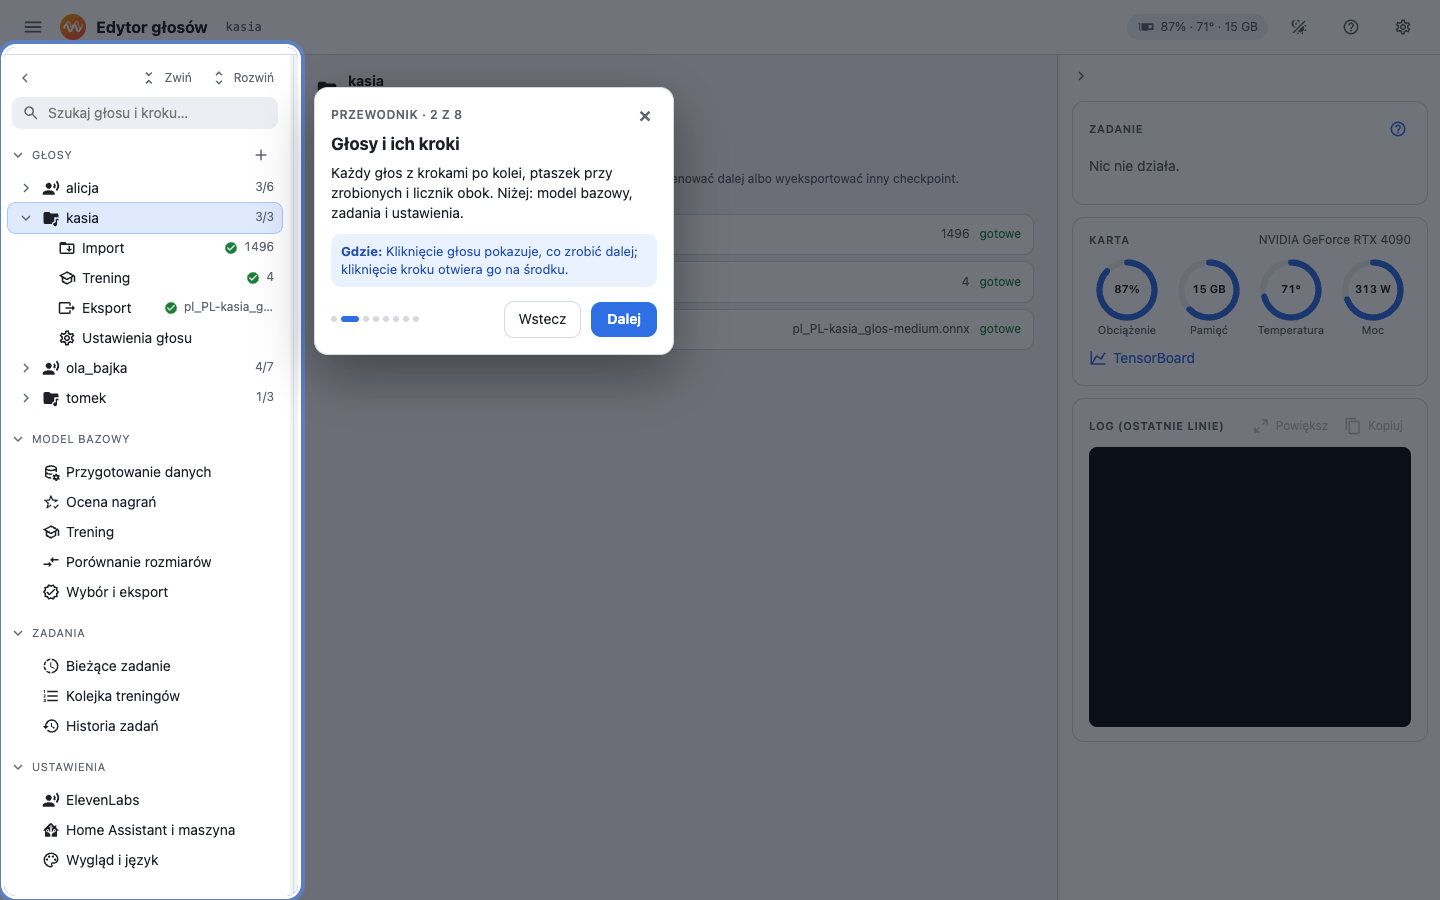 Edytor głosów kasia
87% · 71° · 15 GB
Zwiń Rozwiń
Szukaj głosu i kroku...
GŁOSY
alicja 3/6
kasia 3/3
Import 1496
Trening 4
Eksport pl_PL-kasia_g...
Ustawienia głosu
ola_bajka 4/7
tomek 1/3
MODEL BAZOWY
Przygotowanie danych
Ocena nagrań
Trening
Porównanie rozmiarów
Wybór i eksport
ZADANIA
Bieżące zadanie
Kolejka treningów
Historia zadań
USTAWIENIA
ElevenLabs
Home Assistant i maszyna
Wygląd i język
kasia
PRZEWODNIK · 2 Z 8
Głosy i ich kroki
Każdy głos z krokami po kolei, ptaszek przy
zrobionych i licznik obok. Niżej: model bazowy,
zadania i ustawienia.
Gdzie: Kliknięcie głosu pokazuje, co zrobić dalej;
kliknięcie kroku otwiera go na środku.
Wstecz Dalej
dalej albo wyeksportować inny checkpoint.
1496 gotowe
4 gotowe
pl_PL-kasia_glos-medium.onnx gotowe
ZADANIE
Nic nie działa.
KARTA NVIDIA GeForce RTX 4090
87% 15 GB 71° 313 W
Obciążenie Pamięć Temperatura Moc
TensorBoard
LOG (OSTATNIE LINIE) Powiększ Kopiuj